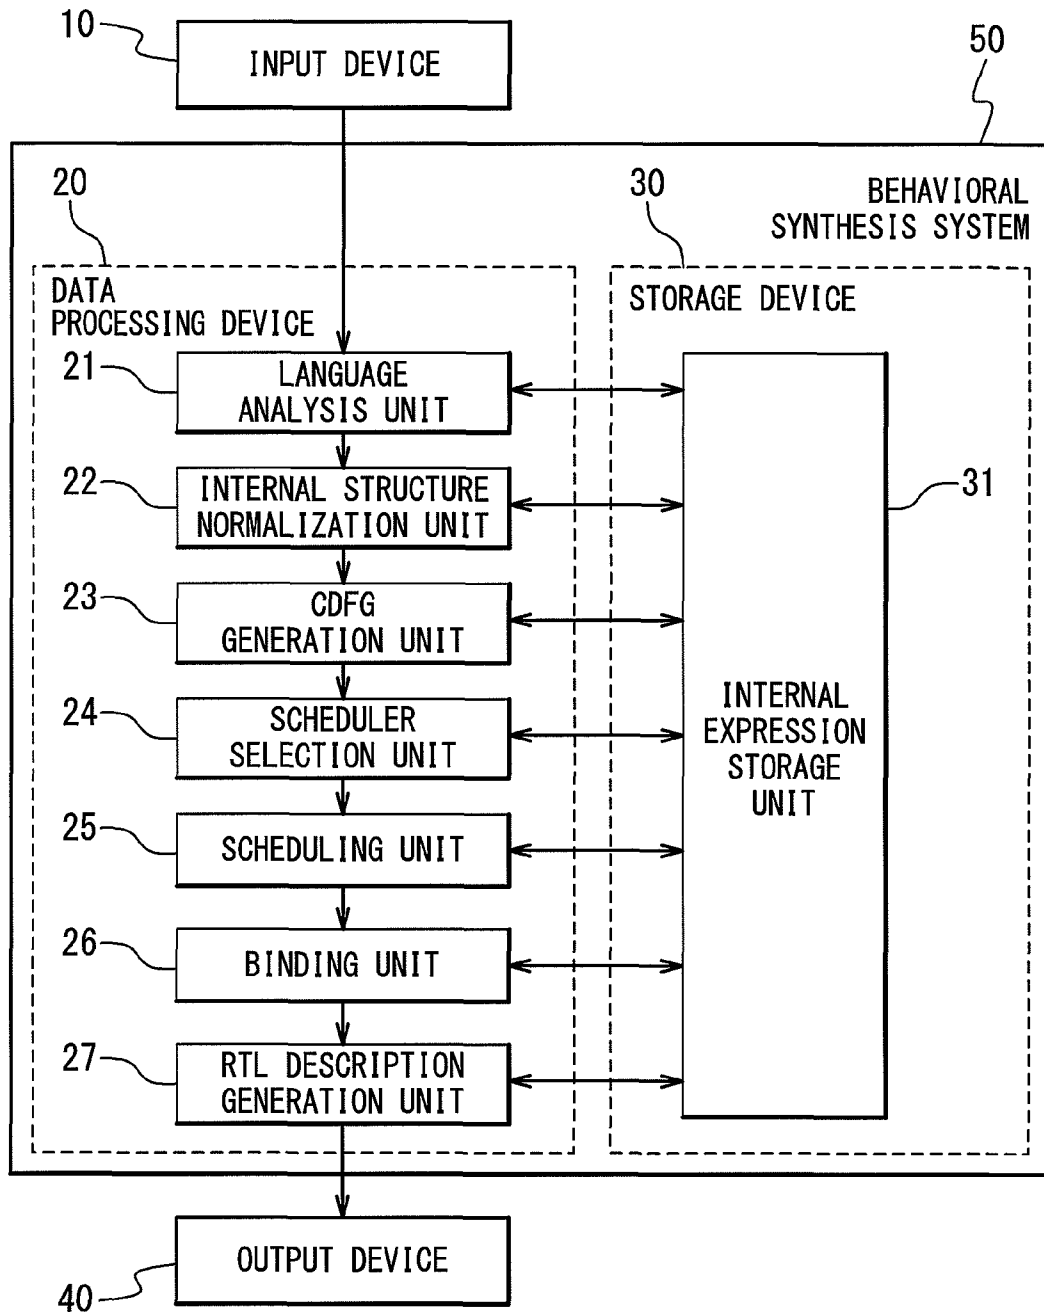 10
INPUT DEVICE
50
20
30
BEHAVIORAL
SYNTHESIS SYSTEM
DATA
PROCESSING DEVICE
STORAGE DEVICE
21
LANGUAGE
ANALYSIS UNIT
22
INTERNAL STRUCTURE
NORMALIZATION UNIT
31
23
CDFG
GENERATION UNIT
24
SCHEDULER
SELECTION UNIT
INTERNAL
EXPRESSION
STORAGE
UNIT
25
SCHEDULING UNIT
26
BINDING UNIT
27
RTL DESCRIPTION
GENERATION UNIT
OUTPUT DEVICE
40